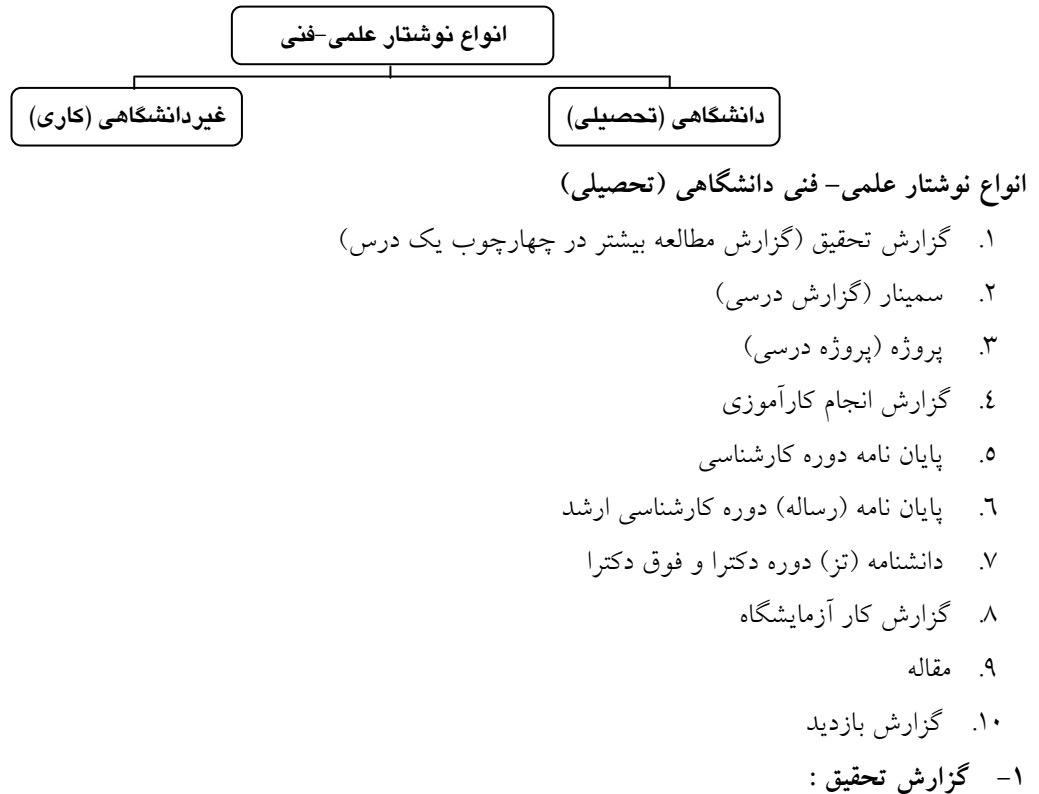 انواع نوشتار علمی-فنی
دانشگاهی (تحصیلی)
غیردانشگاهی (کاری)
انواع نوشتار علمی- فنی دانشگاهی (تحصیلی)
۱. گزارش تحقیق (گزارش مطالعه بیشتر در چهارچوب یک درس)
۲. سمینار (گزارش درسی)
۳. پروژه (پروژه درسی)
٤. گزارش انجام کارآموزی
٥. پایان نامه دوره کارشناسی
٦. پایان نامه (رساله) دوره کارشناسی ارشد
۷. دانشنامه (تز) دوره دکترا و فوق دکترا
۸. گزارش کار آزمایشگاه
۹. مقاله
۱۰. گزارش بازدید
۱- گزارش تحقیق :